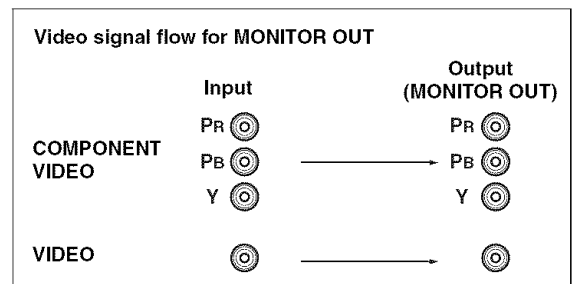 Video signal flow for MONITOR OUT
Input
Output
(MONITOR OUT)
COMPONENT
VIDEO
PR
PR
PB
PB
Y
Y
VIDEO